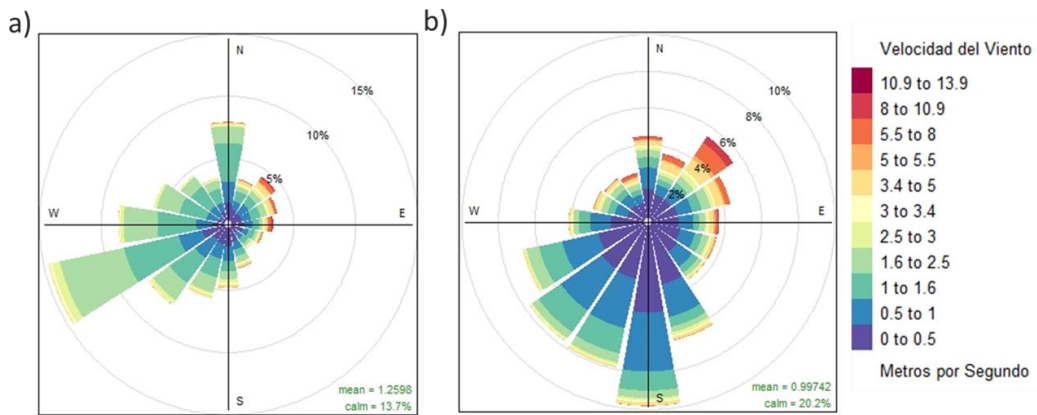 a)
N
15%
10%
5%
W
E
S
mean = 1.2598
calm = 13.7%
b)
N
10%
8%
6%
4%
2%
W
E
S
mean = 0.99742
calm = 20.2%
Velocidad del Viento
10.9 to 13.9
8 to 10.9
5.5 to 8
5 to 5.5
3.4 to 5
3 to 3.4
2.5 to 3
1.6 to 2.5
1 to 1.6
0.5 to 1
0 to 0.5
Metros por Segundo